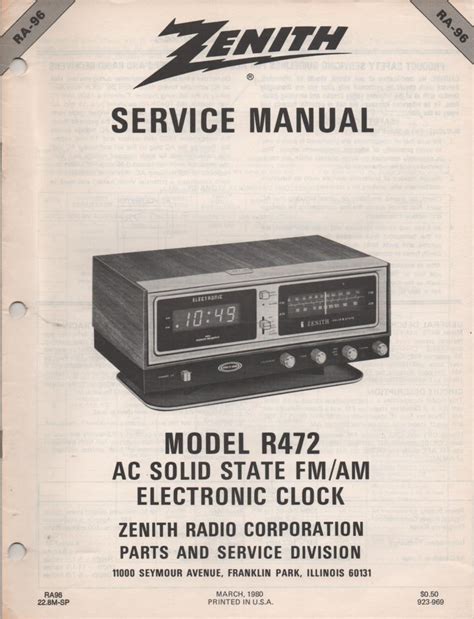 RA-96
RA-96
ZENITH
®
SERVICE MANUAL
ELECTRONIC
10:49
ZENITH
MODEL R472
AC SOLID STATE FM/AM
ELECTRONIC CLOCK
ZENITH RADIO CORPORATION
PARTS AND SERVICE DIVISION
11000 SEYMOUR AVENUE, FRANKLIN PARK, ILLINOIS 60131
RA96
22.8M-SP
MARCH, 1980
PRINTED IN U.S.A.
$0.50
923-969